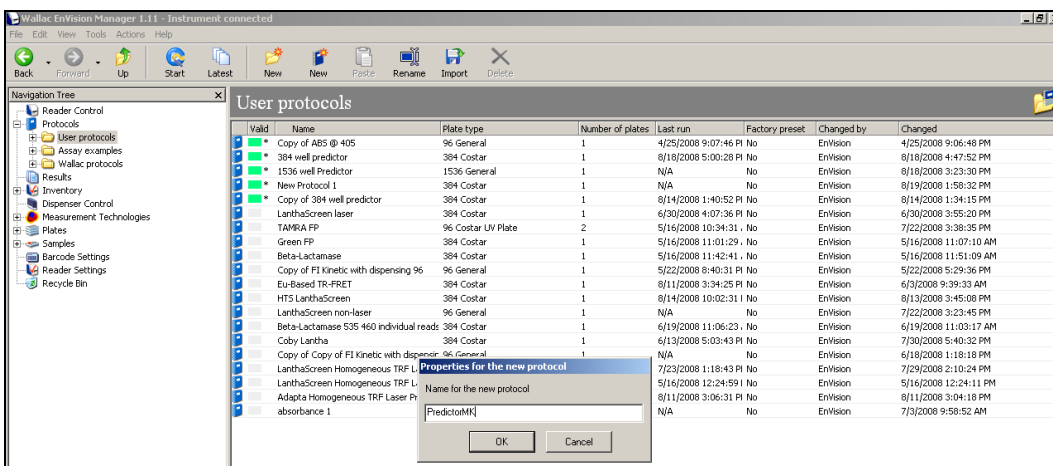 Wallac EnVision Manager 1.11 - Instrument connected
File Edit View Tools Actions Help
Back Forward Up Start Latest New New Paste Rename Import Delete
Navigation Tree
Reader Control
Protocols
User protocols
Assay examples
Wallac protocols
Results
Inventory
Dispenser Control
Measurement Technologies
Plates
Samples
Barcode Settings
Reader Settings
Recycle Bin
User protocols
Valid Name Plate type Number of plates Last run Factory preset Changed by Changed
* Copy of ABS @ 405 96 General 1 4/25/2008 9:07:46 PI No EnVision 4/25/2008 9:06:48 PM
* 384 well predictor 384 Costar 1 8/18/2008 5:00:28 PI No EnVision 8/18/2008 4:47:52 PM
* 1536 well Predictor 1536 General 1 N/A No EnVision 8/18/2008 3:23:30 PM
* New Protocol 1 384 Costar 1 N/A No EnVision 8/19/2008 1:58:32 PM
* Copy of 384 well predictor 384 Costar 1 8/14/2008 1:40:52 PI No EnVision 8/14/2008 1:34:15 PM
LanthaScreen laser 384 Costar 1 6/30/2008 4:07:36 PI No EnVision 6/30/2008 3:55:20 PM
TAMRA FP 96 Costar UV Plate 2 5/16/2008 10:34:31 . No EnVision 7/22/2008 3:38:35 PM
Green FP 384 Costar 1 5/16/2008 11:01:29 . No EnVision 5/16/2008 11:07:10 AM
Beta-Lactamase 384 Costar 1 5/16/2008 11:42:41 . No EnVision 5/16/2008 11:51:09 AM
Copy of FI Kinetic with dispensing 96 96 General 1 5/22/2008 8:40:31 PI No EnVision 5/22/2008 5:29:36 PM
Eu-Based TR-FRET 384 Costar 1 8/11/2008 3:34:25 PI No EnVision 6/3/2008 9:39:33 AM
HTS LanthaScreen 384 Costar 1 8/14/2008 10:02:31 I No EnVision 8/13/2008 3:45:08 PM
LanthaScreen non-laser 96 General 1 N/A No EnVision 7/22/2008 3:23:45 PM
Beta-Lactamase 535 460 individual reads 384 Costar 1 6/19/2008 11:06:23 . No EnVision 6/19/2008 11:03:17 AM
Coby Lantha 384 Costar 1 6/13/2008 5:03:43 PI No EnVision 7/30/2008 5:40:32 PM
Copy of Copy of FI Kinetic with dispensin 96 General 1 N/A No EnVision 6/18/2008 1:18:18 PM
LanthaScreen Homogeneous TRF L 7/23/2008 1:18:43 PI No EnVision 7/29/2008 2:10:24 PM
LanthaScreen Homogeneous TRF L 5/16/2008 12:24:59 I No EnVision 5/16/2008 12:24:11 PM
Adapta Homogeneous TRF Laser Pr 8/11/2008 3:06:31 PI No EnVision 8/11/2008 3:04:18 PM
absorbance 1 N/A No EnVision 7/3/2008 9:58:52 AM
Properties for the new protocol
Name for the new protocol
PredictorMK
OK Cancel